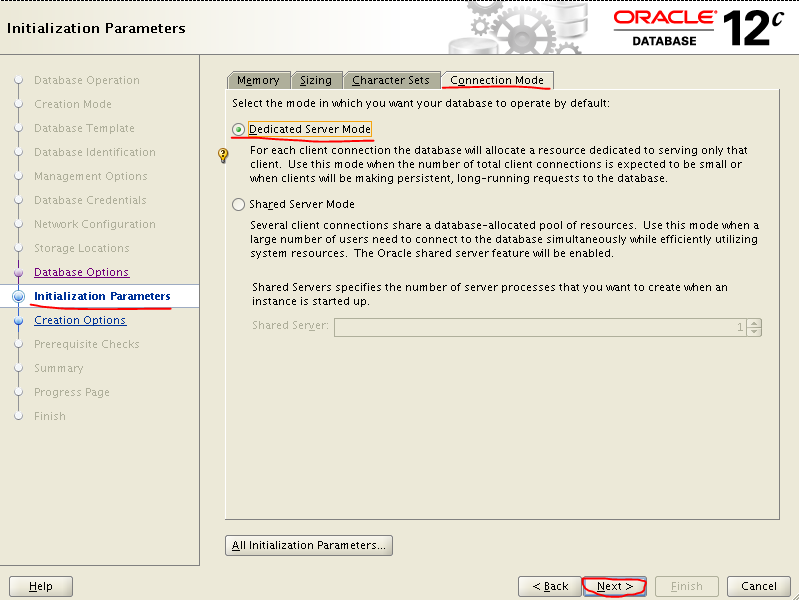 Initialization Parameters
ORACLE®
DATABASE
12c
Database Operation
Creation Mode
Database Template
Database Identification
Management Options
Database Credentials
Network Configuration
Storage Locations
Database Options
Initialization Parameters
Creation Options
Prerequisite Checks
Summary
Progress Page
Finish
Memory Sizing Character Sets Connection Mode
Select the mode in which you want your database to operate by default:
Dedicated Server Mode
For each client connection the database will allocate a resource dedicated to serving only that
client. Use this mode when the number of total client connections is expected to be small or
when clients will be making persistent, long-running requests to the database.
Shared Server Mode
Several client connections share a database-allocated pool of resources. Use this mode when a
large number of users need to connect to the database simultaneously while efficiently utilizing
system resources. The Oracle shared server feature will be enabled.
Shared Servers specifies the number of server processes that you want to create when an
instance is started up.
Shared Server: 1
All Initialization Parameters...
Help < Back Next > Finish Cancel